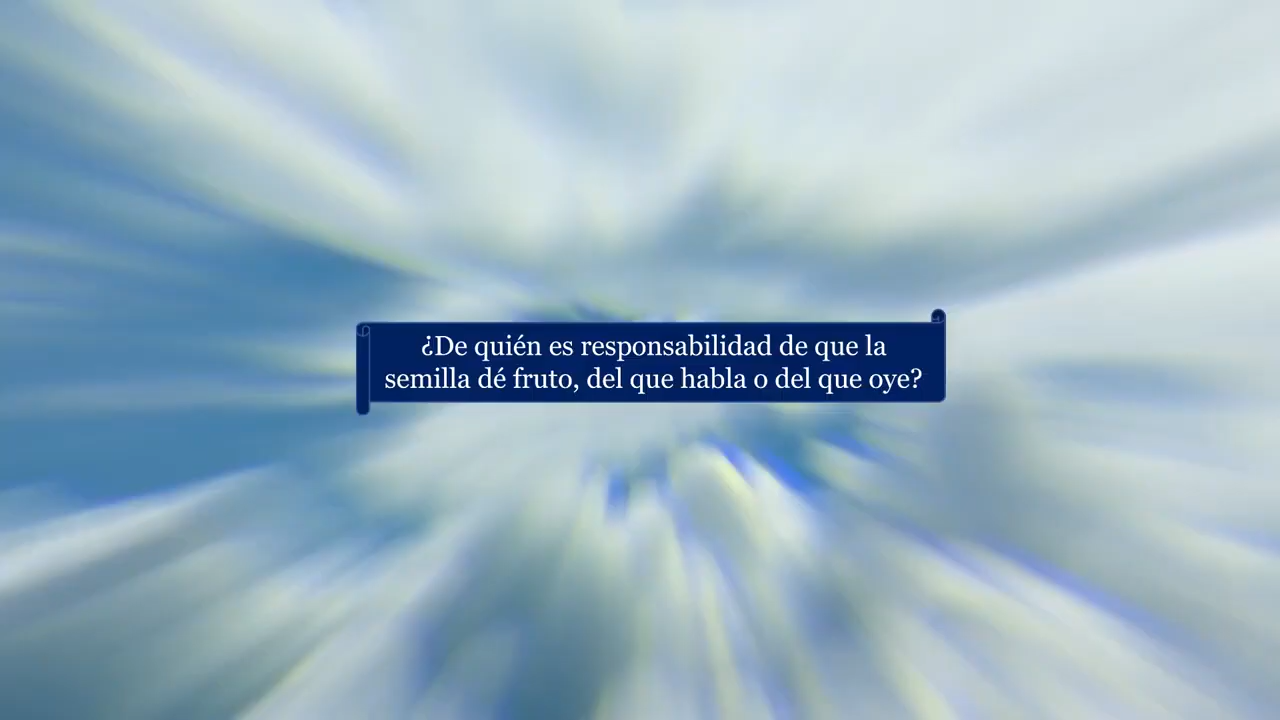 ¿De quién es responsabilidad de que la
semilla dé fruto, del que habla o del que oye?